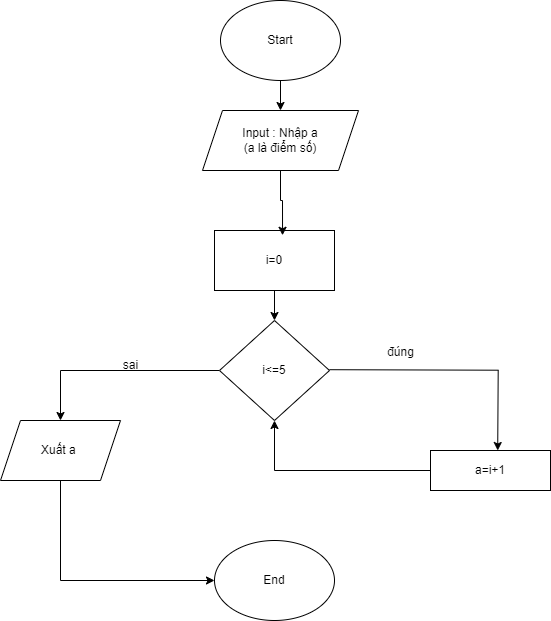 Start
Input : Nhập a
(a là điểm số)
i=0
i<=5
sai
đúng
Xuất a
a=i+1
End